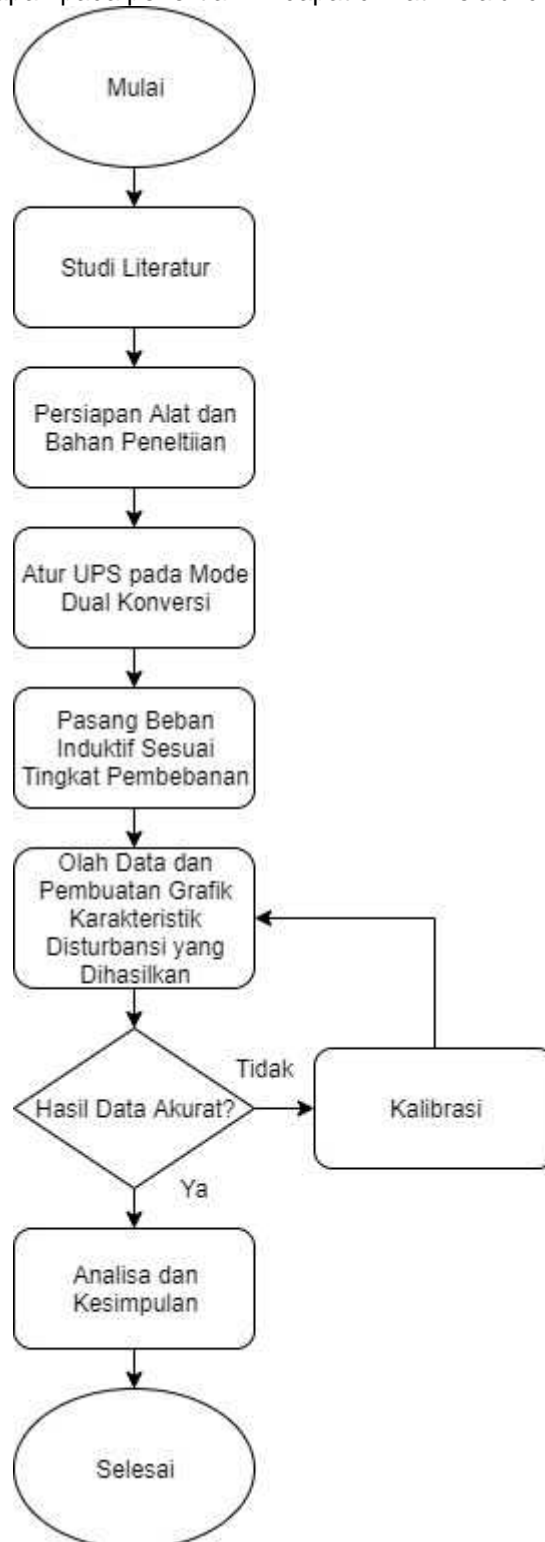 Mulai
Studi Literatur
Persiapan Alat dan
Bahan Peneltiian
Atur UPS pada Mode
Dual Konversi
Pasang Beban
Induktif Sesuai
Tingkat Pembebanan
Olah Data dan
Pembuatan Grafik
Karakteristik
Disturbansi yang
Dihasilkan
Hasil Data Akurat?
Tidak
Kalibrasi
Ya
Analisa dan
Kesimpulan
Selesai